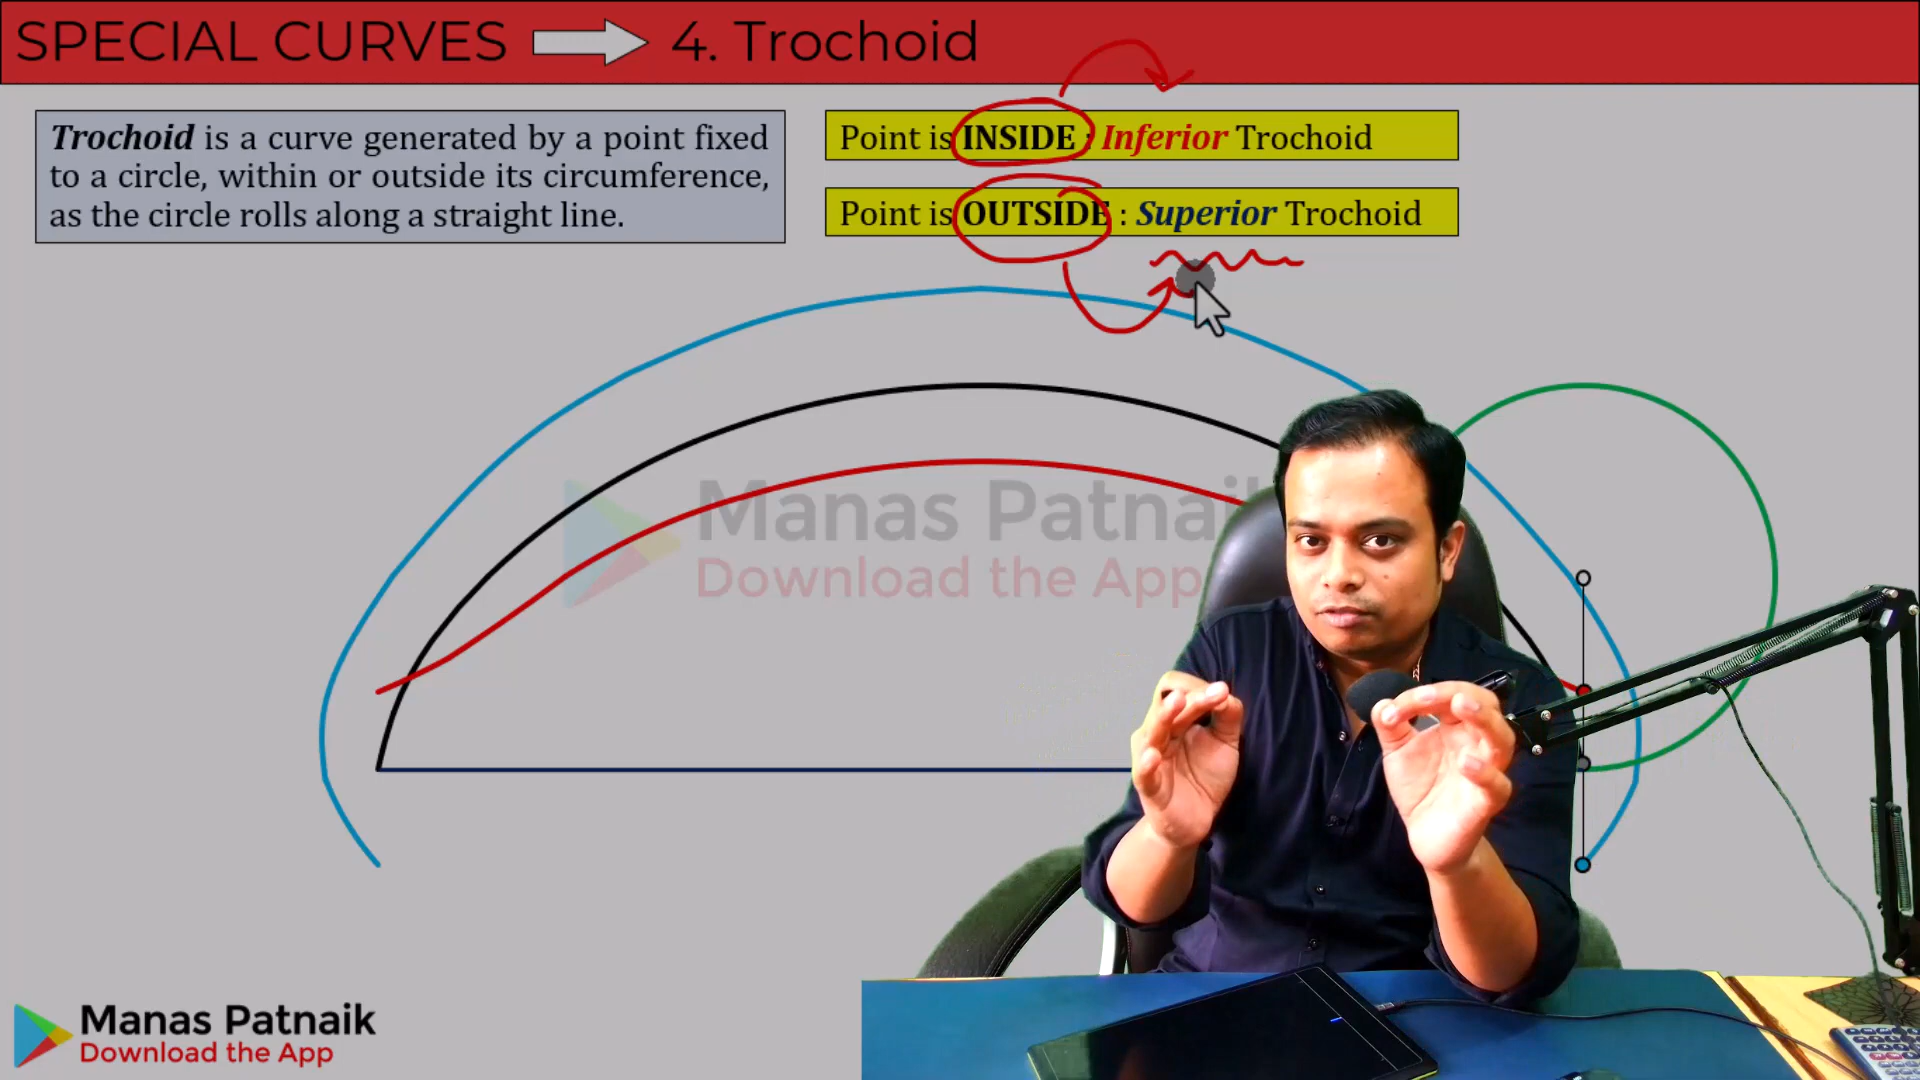 SPECIAL CURVES 4. Trochoid
Trochoid is a curve generated by a point fixed
to a circle, within or outside its circumference,
as the circle rolls along a straight line.
Point is INSIDE : Inferior Trochoid
Point is OUTSIDE : Superior Trochoid
Manas Patnaik
Download the App
Manas Patnaik
Download the App